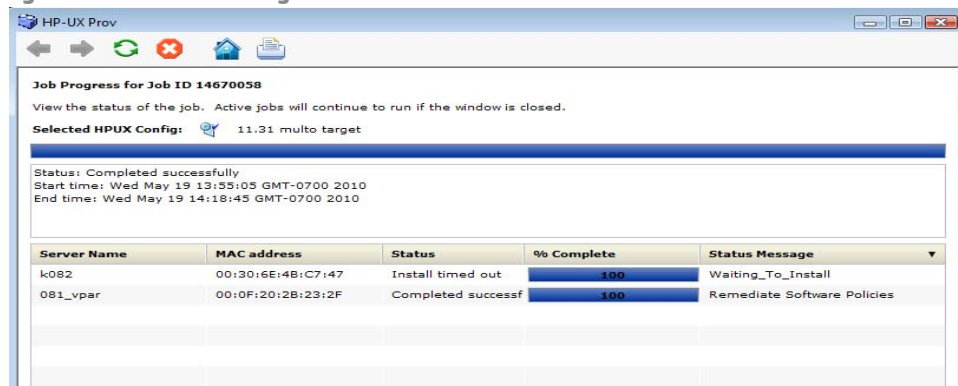 HP-UX Prov
Job Progress for Job ID 14670058
View the status of the job. Active jobs will continue to run if the window is closed.
Selected HPUX Config: 11.31 multo target
Status: Completed successfully
Start time: Wed May 19 13:55:05 GMT-0700 2010
End time: Wed May 19 14:18:45 GMT-0700 2010
Server Name MAC address Status % Complete Status Message
k082 00:30:6E:4B:C7:47 Install timed out 100 Waiting_To_Install
081_vpar 00:0F:20:2B:23:2F Completed successf 100 Remediate Software Policies